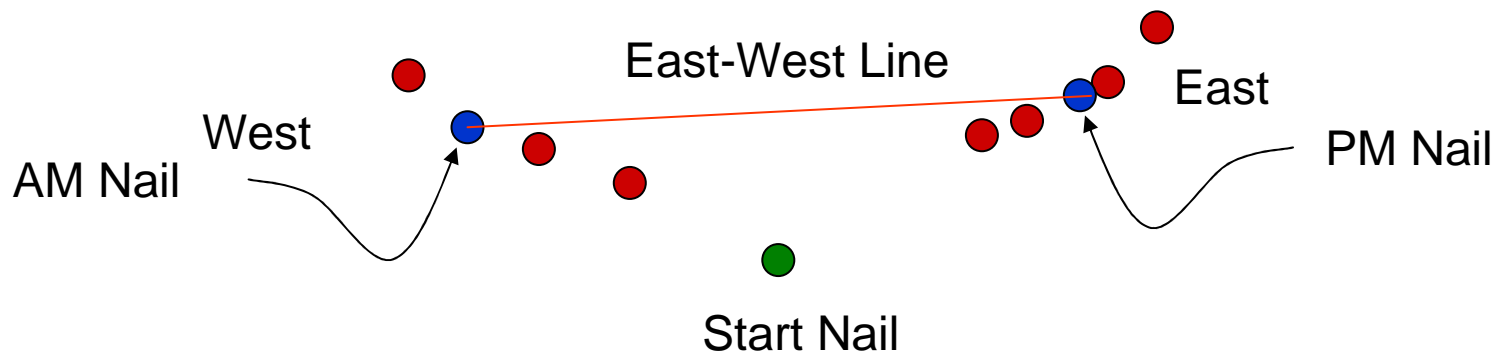 East-West Line
East
West
PM Nail
AM Nail
Start Nail